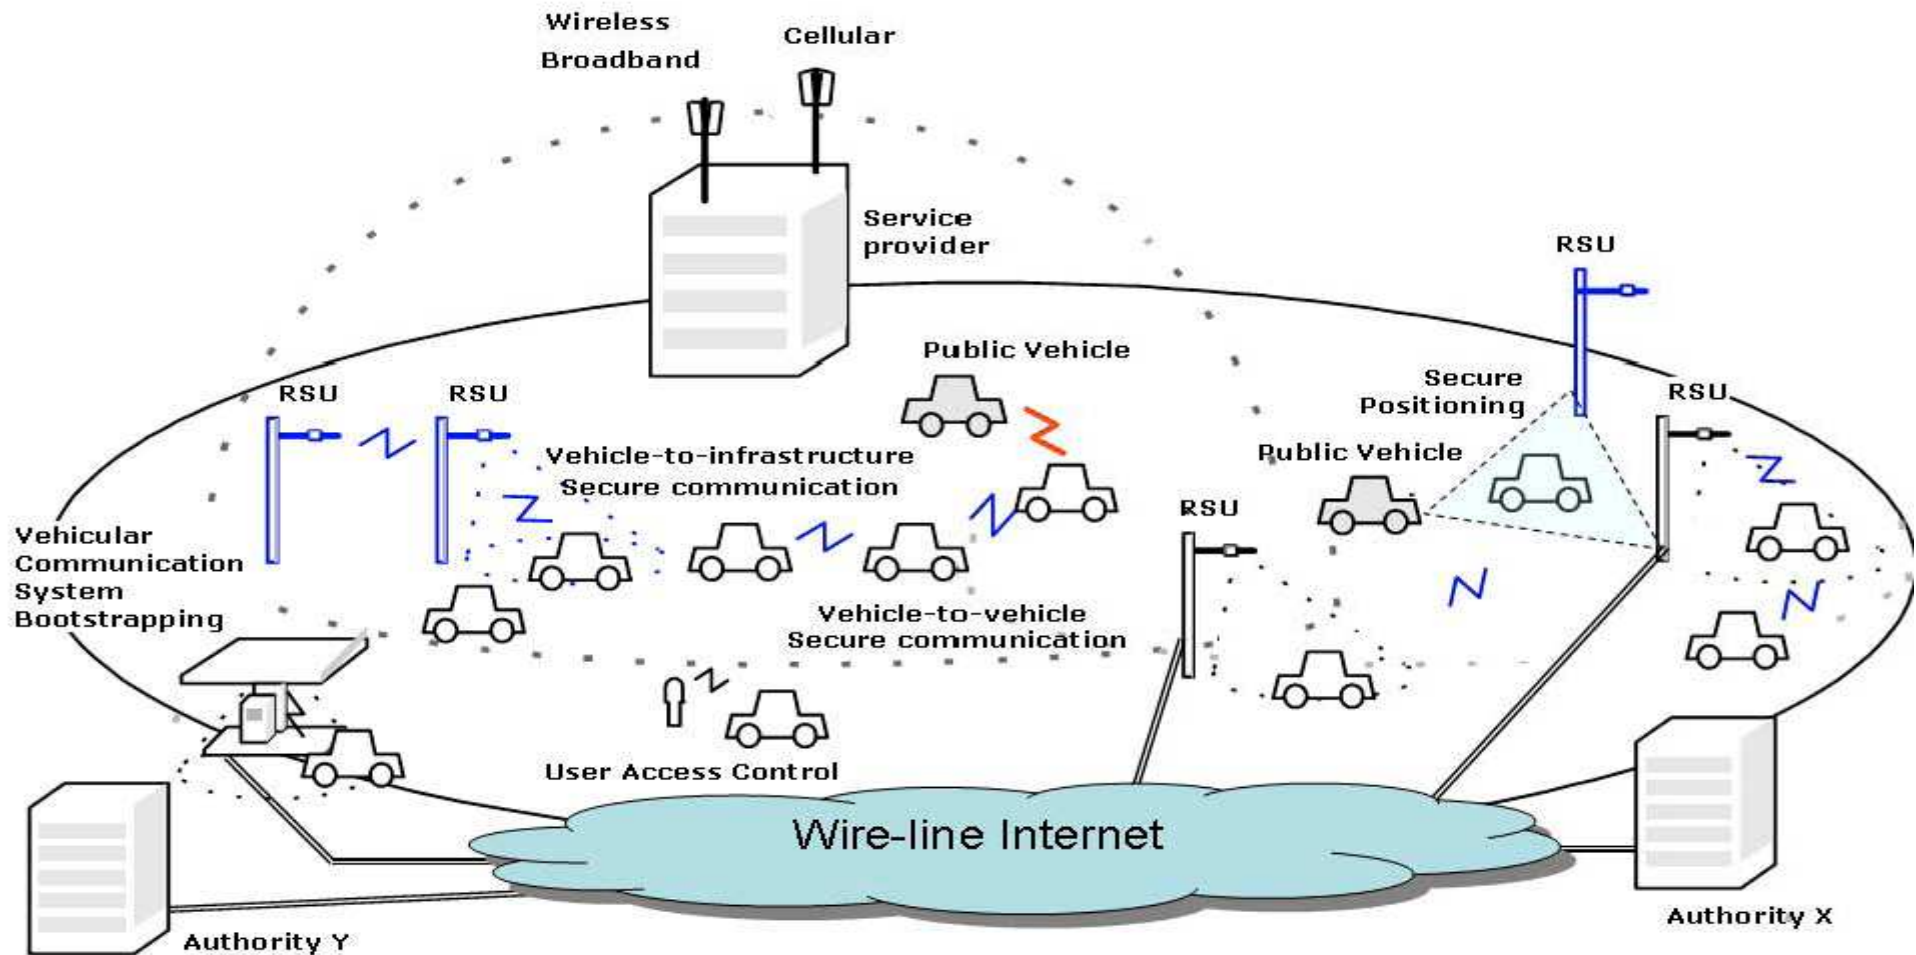 Wireless
Broadband
Cellular
Service
provider
RSU
Public Vehicle
Secure
Positioning
RSU
RSU
RSU
Vehicle-to-infrastructure
Secure communication
Public Vehicle
RSU
Vehicular
Communication
System
Bootstrapping
Vehicle-to-vehicle
Secure communication
User Access Control
Wire-line Internet
Authority X
Authority Y